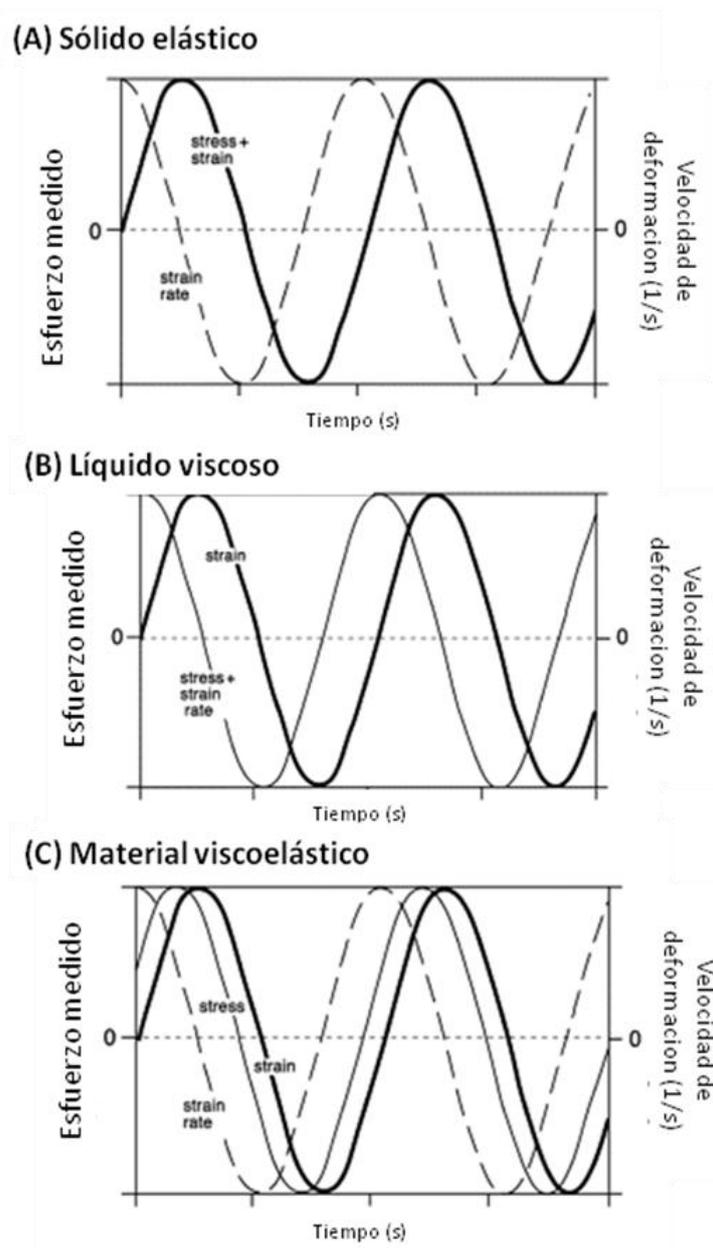 (A) Sólido elástico
Esfuerzo medido
0
stress+
strain
strain
rate
0
Velocidad de
deformacion (1/s)
Tiempo (s)
(B) Líquido viscoso
Esfuerzo medido
0
strain
stress+
strain
rate
0
Velocidad de
deformacion (1/s)
Tiempo (s)
(C) Material viscoelástico
Esfuerzo medido
0
stress
strain
strain
rate
0
Velocidad de
deformacion (1/s)
Tiempo (s)